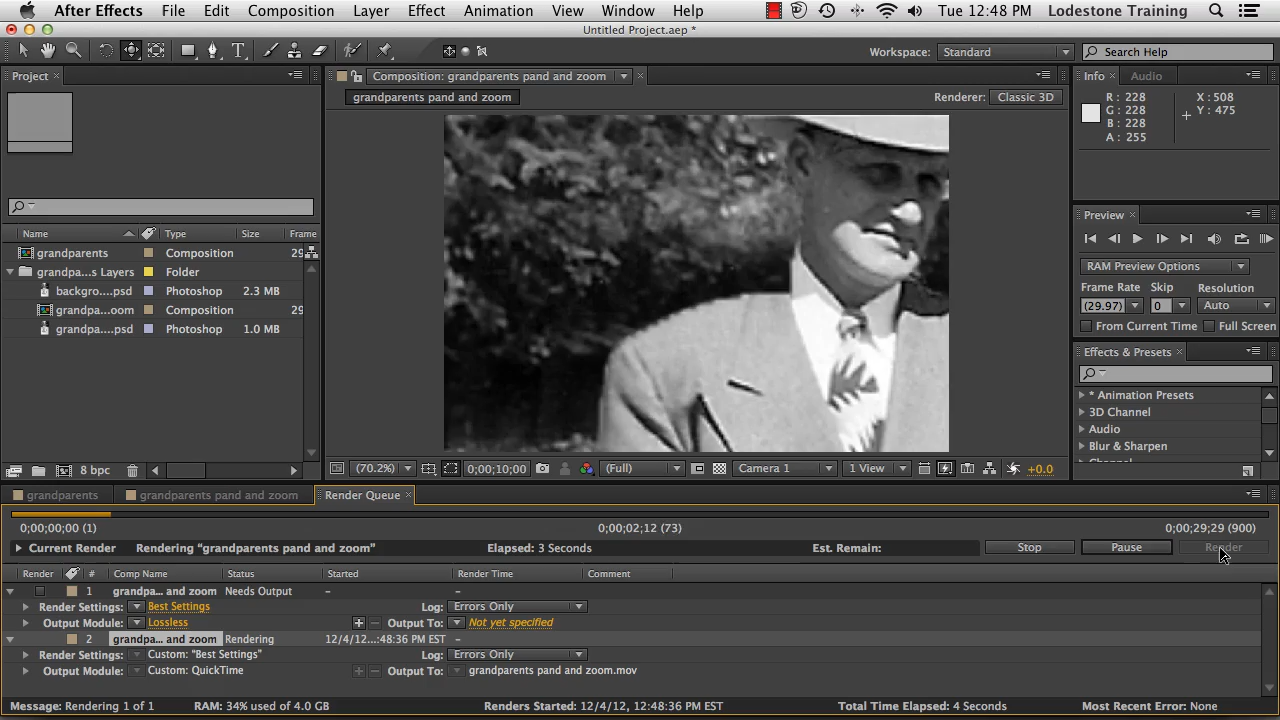 After Effects File Edit Composition Layer Effect Animation View Window Help Tue 12:48 PM Lodestone Training
Untitled Project.aep *
T Workspace: Standard Search Help
Project × Composition: grandparents pand and zoom × Info × Audio
grandparents pand and zoom Renderer: Classic 3D
R : 228 X : 508
G : 228 Y : 475
B : 228
A : 255
Preview ×
Name Type Size
grandparents Composition 29
grandpa...s Layers Folder
backgro....psd Photoshop 2.3 MB
grandpa...oom Composition 29
grandpa....psd Photoshop 1.0 MB
RAM Preview Options
Frame Rate Skip Resolution
(29.97) 0 Auto
From Current Time Full Screen
Effects & Presets ×
* Animation Presets
3D Channel
Audio
Blur & Sharpen
Channel
8 bpc (70.2%) 0;00;10;00 (Full) Camera 1 1 View +0.0
grandparents grandparents pand and zoom Render Queue ×
0;00;00;00 (1) 0;00;02;12 (73) 0;00;29;29 (900)
Current Render Rendering "grandparents pand and zoom" Elapsed: 3 Seconds Est. Remain: Stop Pause Render
Render # Comp Name Status Started Render Time Comment
1 grandpa... and zoom Needs Output – –
Render Settings: Best Settings Log: Errors Only
Output Module: Lossless Output To: Not yet specified
2 grandpa... and zoom Rendering 12/4/12...:48:36 PM EST –
Render Settings: Custom: "Best Settings" Log: Errors Only
Output Module: Custom: QuickTime Output To: grandparents pand and zoom.mov
Message: Rendering 1 of 1 RAM: 34% used of 4.0 GB Renders Started: 12/4/12, 12:48:36 PM EST Total Time Elapsed: 4 Seconds Most Recent Error: None